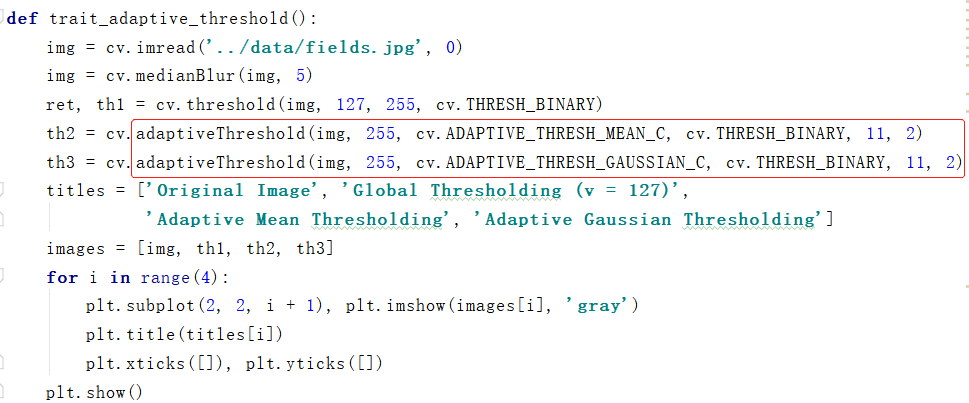 def trait_adaptive_threshold():
    img = cv.imread('../data/fields.jpg', 0)
    img = cv.medianBlur(img, 5)
    ret, th1 = cv.threshold(img, 127, 255, cv.THRESH_BINARY)
    th2 = cv.adaptiveThreshold(img, 255, cv.ADAPTIVE_THRESH_MEAN_C, cv.THRESH_BINARY, 11, 2)
    th3 = cv.adaptiveThreshold(img, 255, cv.ADAPTIVE_THRESH_GAUSSIAN_C, cv.THRESH_BINARY, 11, 2)
    titles = ['Original Image', 'Global Thresholding (v = 127)',
              'Adaptive Mean Thresholding', 'Adaptive Gaussian Thresholding']
    images = [img, th1, th2, th3]
    for i in range(4):
        plt.subplot(2, 2, i + 1), plt.imshow(images[i], 'gray')
        plt.title(titles[i])
        plt.xticks([]), plt.yticks([])
    plt.show()